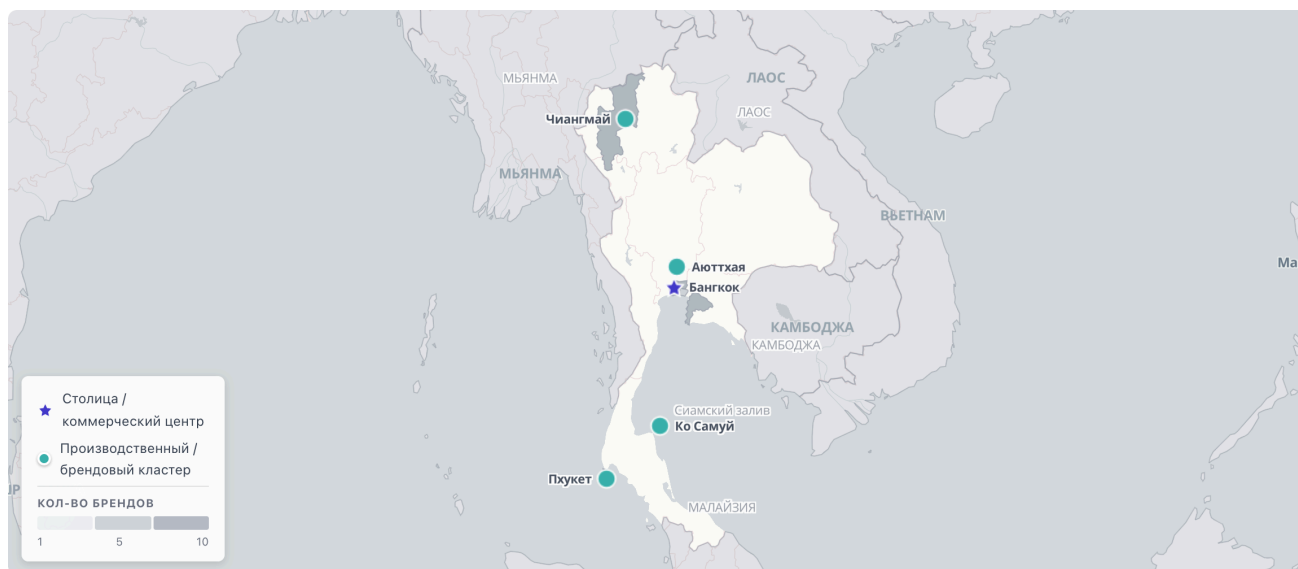 МЬЯНМА
ЛАОС
ЛАОС
Чиангмай
МЬЯНМА
ВЬЕТНАМ
Аюттхая
Ma
Бангкок
КАМБОДЖА
КАМБОДЖА
Сиамский залив
Ко Самуй
Пхукет
МАЛАЙЗИЯ
Столица /
коммерческий центр
Производственный /
брендовый кластер
КОЛ-ВО БРЕНДОВ
1 5 10